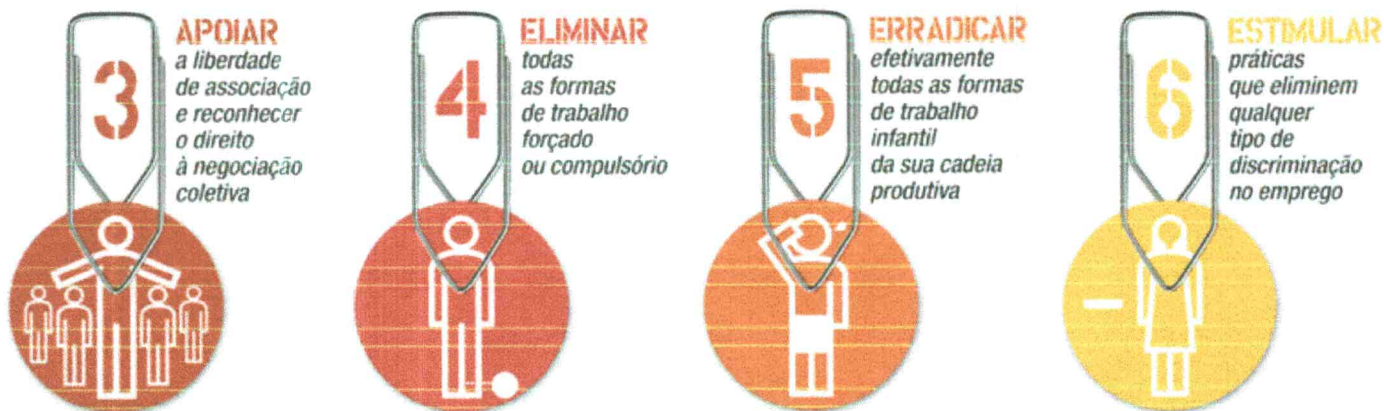 3
APOIAR
a liberdade
de associação
e reconhecer
o direito
à negociação
coletiva
4
ELIMINAR
todas
as formas
de trabalho
forçado
ou compulsório
5
ERRADICAR
efetivamente
todas as formas
de trabalho
infantil
da sua cadeia
produtiva
6
ESTIMULAR
práticas
que eliminem
qualquer
tipo de
discriminação
no emprego